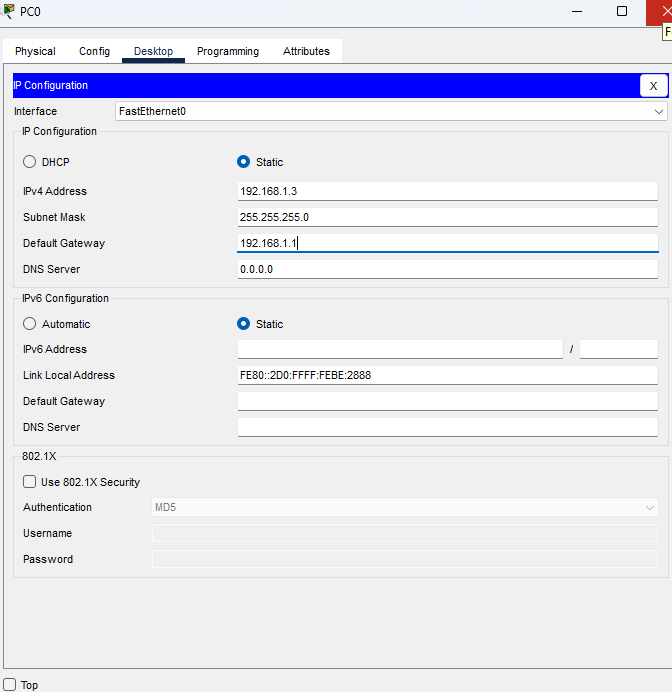 PC0
F
Physical Config Desktop Programming Attributes
IP Configuration X
Interface FastEthernet0
IP Configuration
DHCP Static
IPv4 Address 192.168.1.3
Subnet Mask 255.255.255.0
Default Gateway 192.168.1.1
DNS Server 0.0.0.0
IPv6 Configuration
Automatic Static
IPv6 Address /
Link Local Address FE80::2D0:FFFF:FEBE:2888
Default Gateway
DNS Server
802.1X
Use 802.1X Security
Authentication MD5
Username
Password
Top